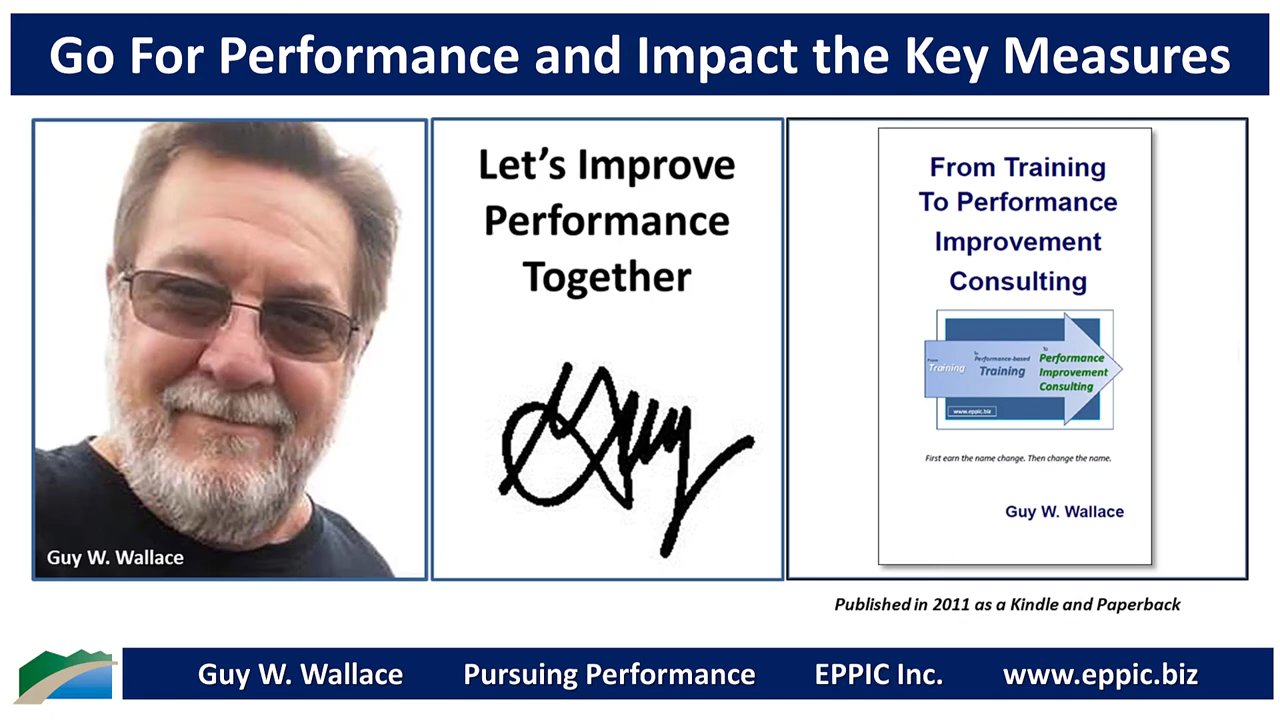 Go For Performance and Impact the Key Measures
Guy W. Wallace
Let's Improve
Performance
Together
Guy
From Training
To Performance
Improvement
Consulting
From
Training
To
Performance-based
Training
To
Performance
Improvement
Consulting
www.eppic.biz
First earn the name change. Then change the name.
Guy W. Wallace
Published in 2011 as a Kindle and Paperback
Guy W. Wallace Pursuing Performance EPPIC Inc. www.eppic.biz